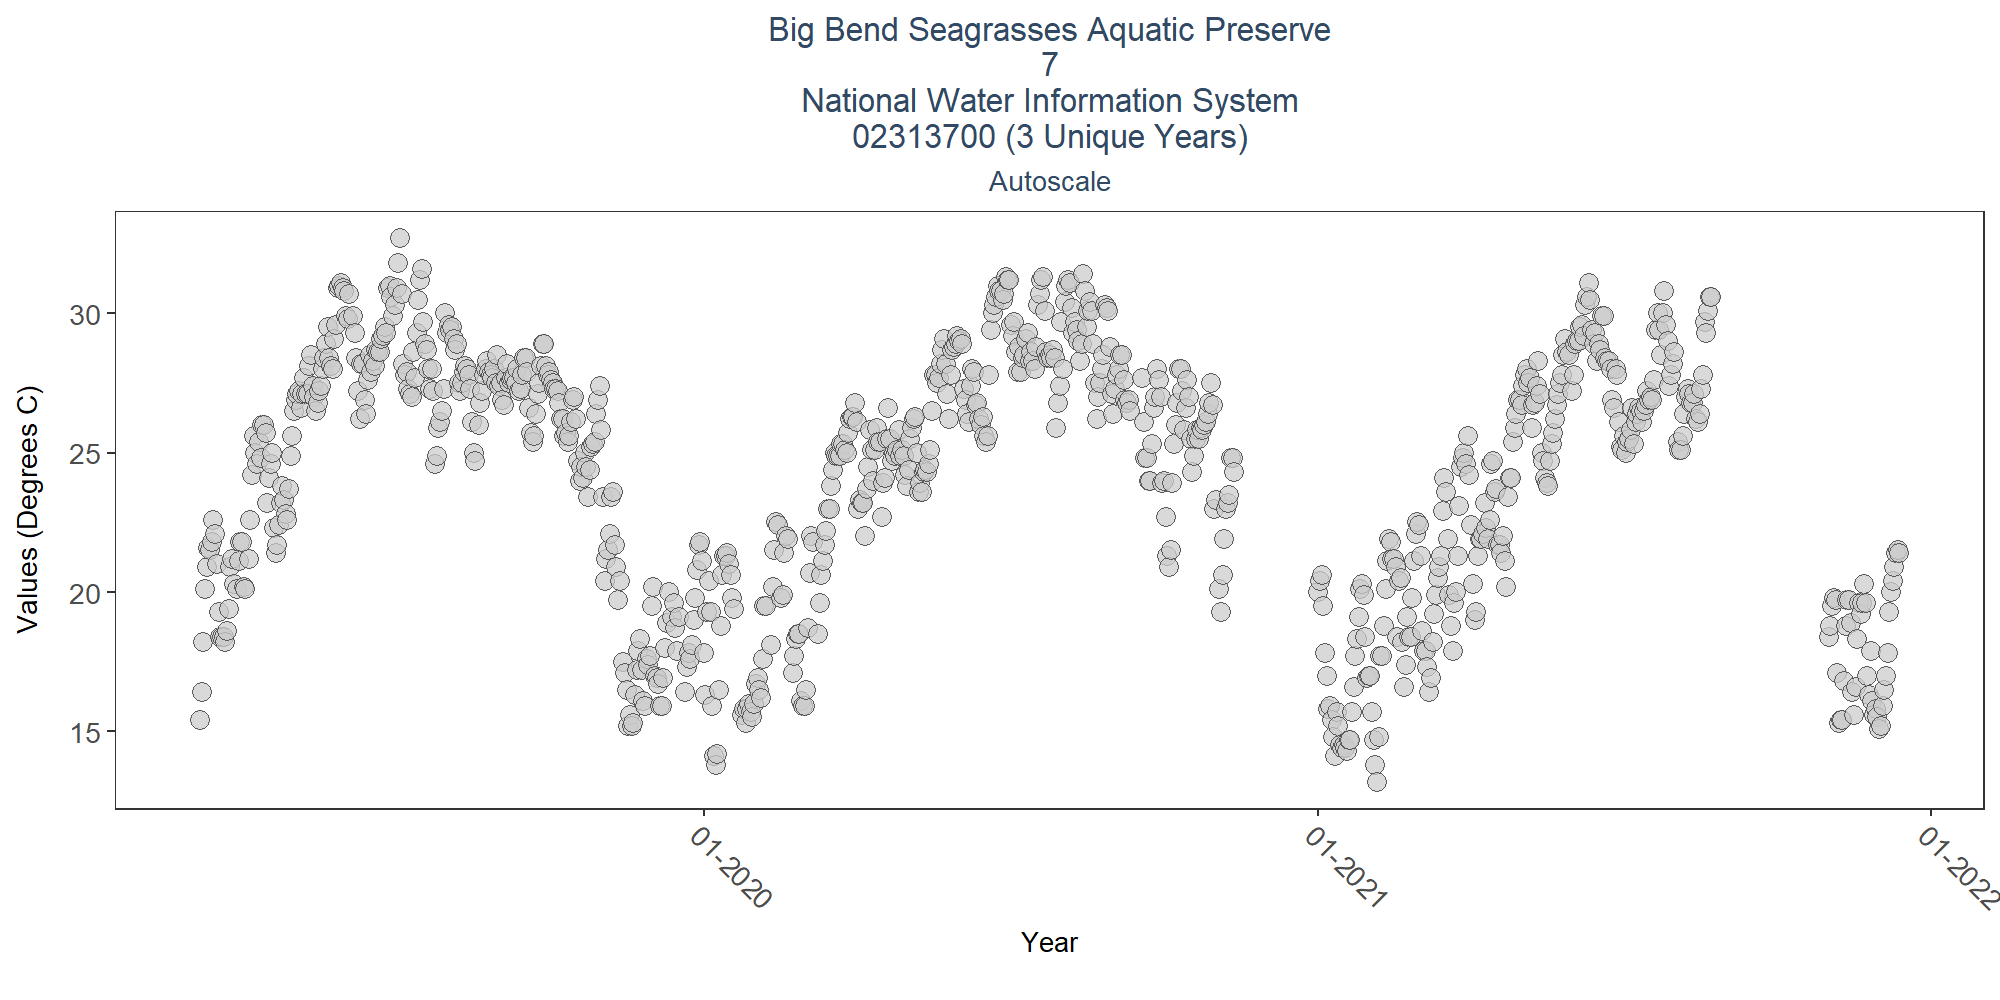 Big Bend Seagrasses Aquatic Preserve
7
National Water Information System
02313700 (3 Unique Years)
Autoscale
Values (Degrees C)
30
25
20
15
01-2020
01-2021
01-2022
Year